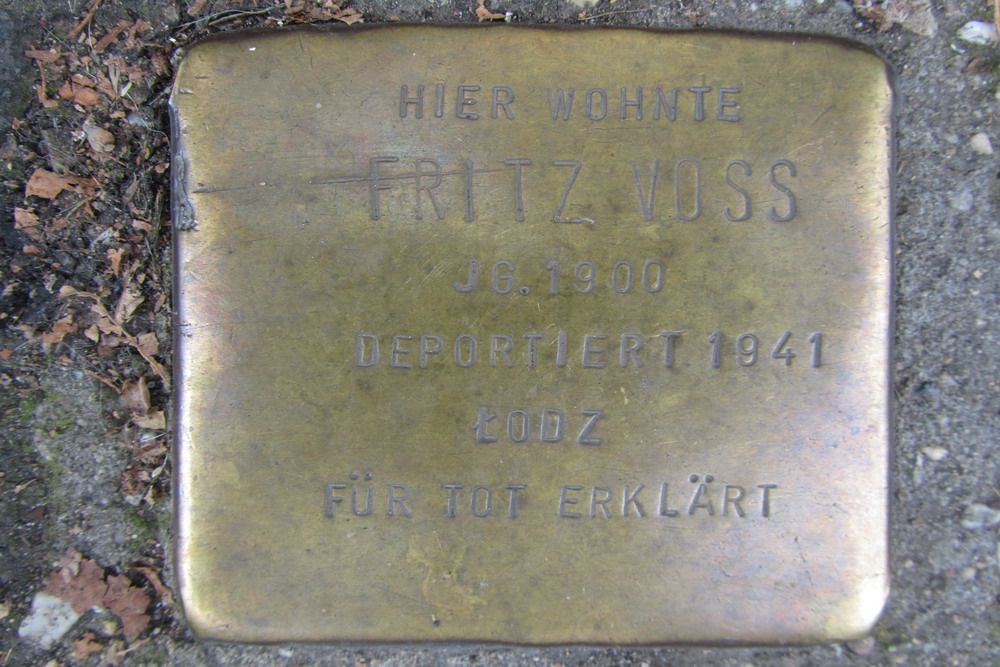 HIER WOHNTE
FRITZ VOSS
JG. 1900
DEPORTIERT 1941
ŁODZ
FÜR TOT ERKLÄRT